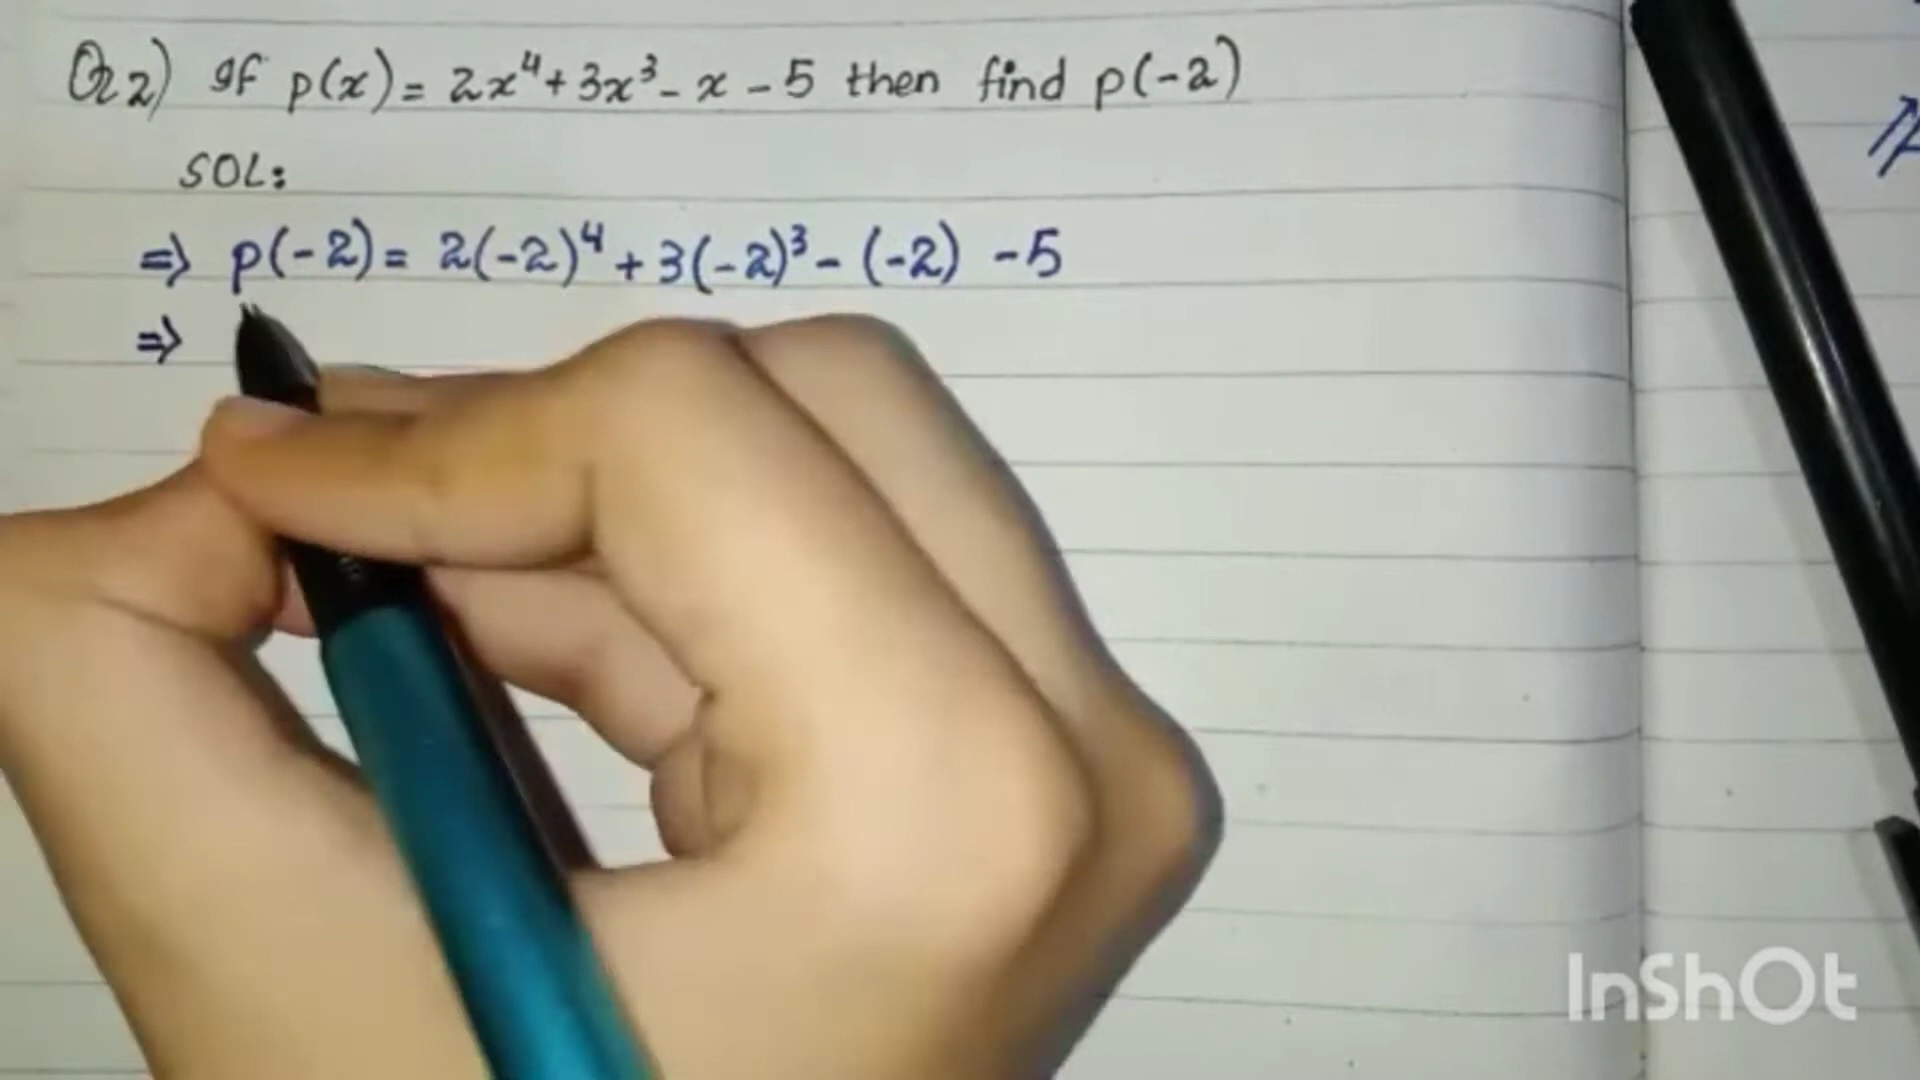 Q2) If p(x) = 2x⁴ + 3x³ - x - 5 then find p(-2)
SOL:
⇒ p(-2) = 2(-2)⁴ + 3(-2)³ - (-2) - 5
⇒
InShOt